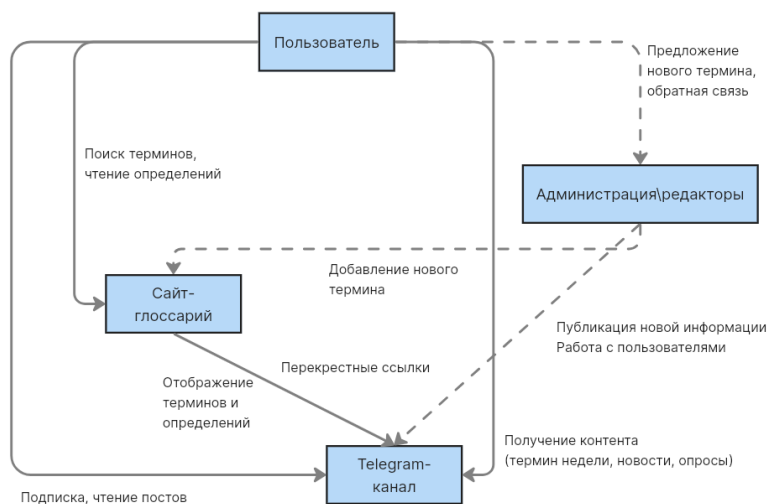 Пользователь
Предложение
нового термина,
обратная связь
Поиск терминов,
чтение определений
Администрация\редакторы
Добавление нового
термина
Сайт-
глоссарий
Публикация новой информации
Работа с пользователями
Перекрестные ссылки
Отображение
терминов и
определений
Получение контента
(термин недели, новости, опросы)
Telegram-
канал
Подписка, чтение постов